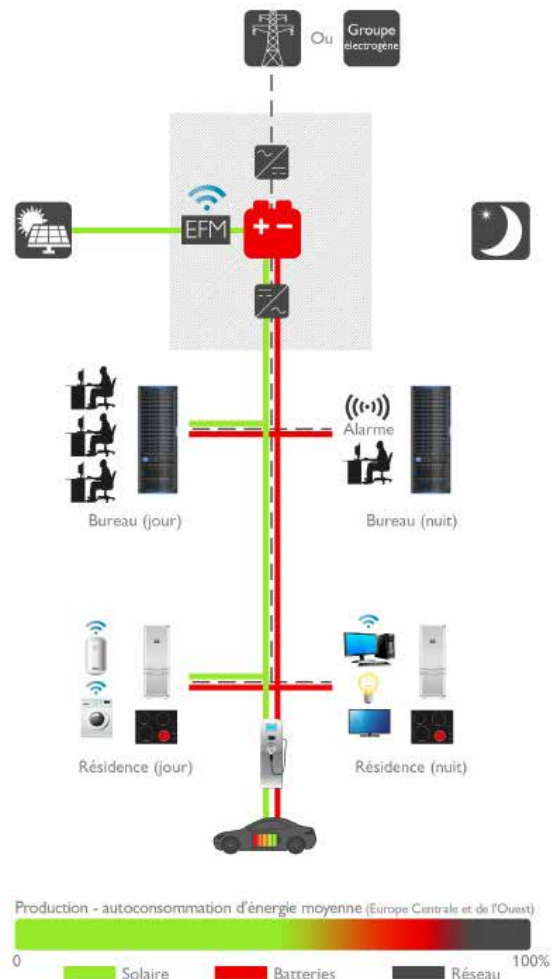 Ou
Groupe
électrogène
EFM
+ −
Alarme
Bureau (jour)
Bureau (nuit)
Résidence (jour)
Résidence (nuit)
Production - autoconsommation d'énergie moyenne (Europe Centrale et de l'Ouest)
0
100%
Solaire
Batteries
Réseau